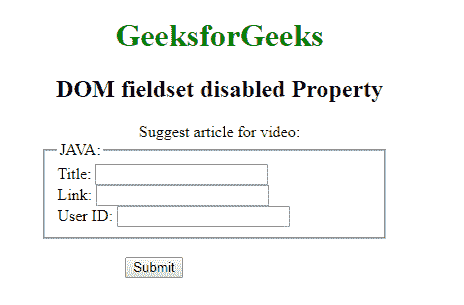 GeeksforGeeks
DOM fieldset disabled Property
Suggest article for video:
JAVA:
Title:
Link:
User ID:
Submit